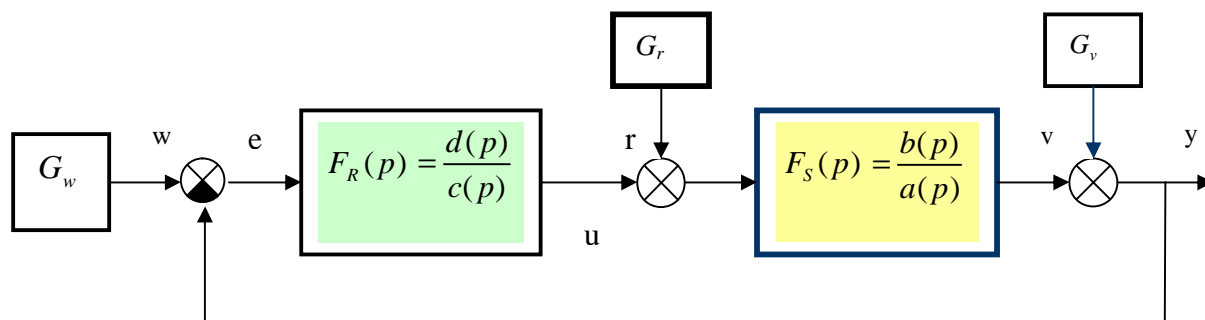 G_w
w
e
F_R(p) = d(p)/c(p)
u
G_r
r
F_S(p) = b(p)/a(p)
G_v
v
y